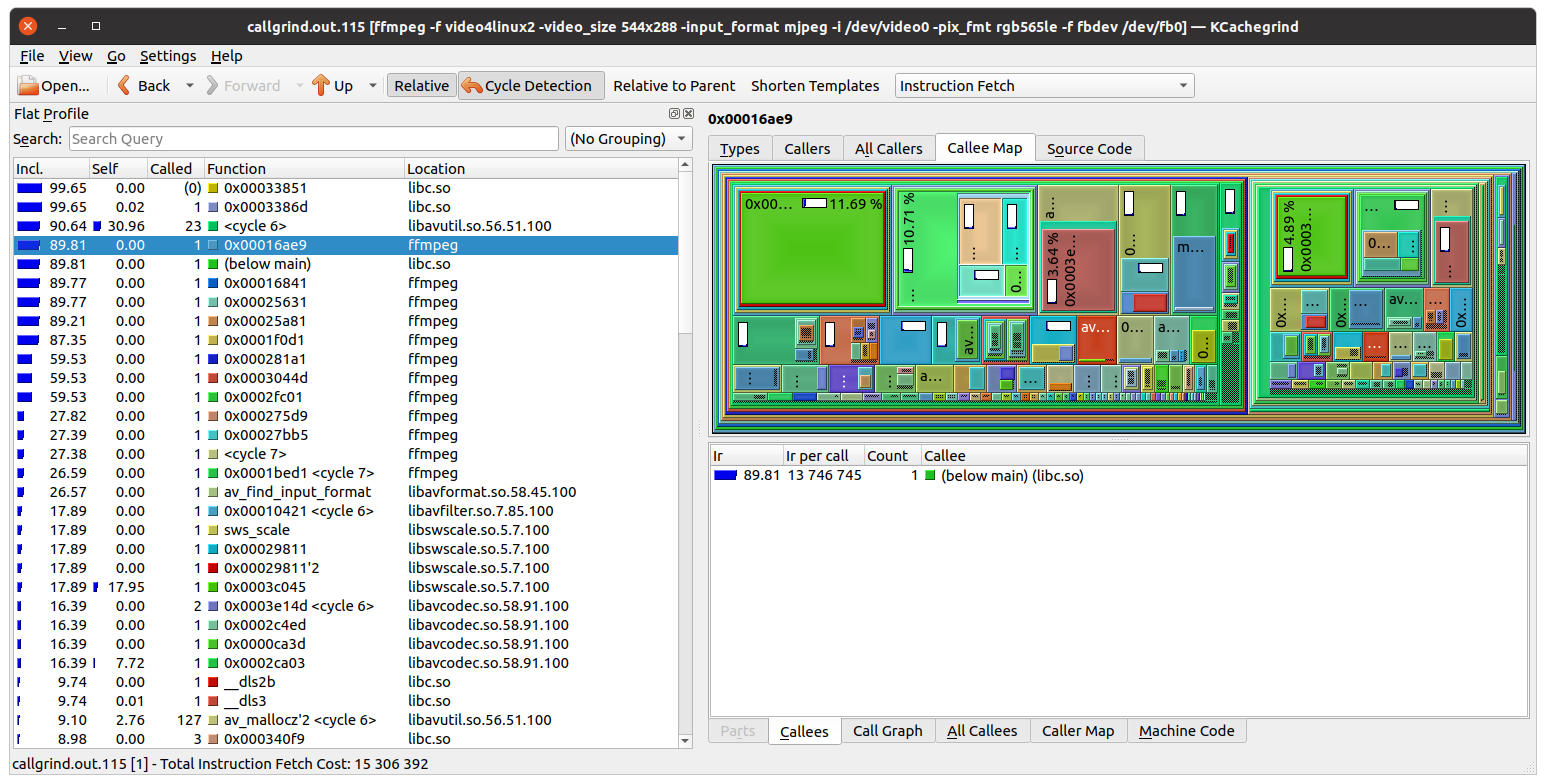 callgrind.out.115 [ffmpeg -f video4linux2 -video_size 544x288 -input_format mjpeg -i /dev/video0 -pix_fmt rgb565le -f fbdev /dev/fb0] — KCachegrind
File View Go Settings Help
Open... Back Forward Up Relative Cycle Detection Relative to Parent Shorten Templates Instruction Fetch
Flat Profile
Search: Search Query (No Grouping)
Incl. Self Called Function Location
99.65 0.00 (0) 0x00033851 libc.so
99.65 0.02 1 0x0003386d libc.so
90.64 30.96 23 <cycle 6> libavutil.so.56.51.100
89.81 0.00 1 0x00016ae9 ffmpeg
89.81 0.00 1 (below main) libc.so
89.77 0.00 1 0x00016841 ffmpeg
89.77 0.00 1 0x00025631 ffmpeg
89.21 0.00 1 0x00025a81 ffmpeg
87.35 0.00 1 0x0001f0d1 ffmpeg
59.53 0.00 1 0x000281a1 ffmpeg
59.53 0.00 1 0x0003044d ffmpeg
59.53 0.00 1 0x0002fc01 ffmpeg
27.82 0.00 1 0x000275d9 ffmpeg
27.39 0.00 1 0x00027bb5 ffmpeg
27.38 0.00 1 <cycle 7> ffmpeg
26.59 0.00 1 0x0001bed1 <cycle 7> ffmpeg
26.57 0.00 1 av_find_input_format libavformat.so.58.45.100
17.89 0.00 1 0x00010421 <cycle 6> libavfilter.so.7.85.100
17.89 0.00 1 sws_scale libswscale.so.5.7.100
17.89 0.00 1 0x00029811 libswscale.so.5.7.100
17.89 0.00 1 0x00029811'2 libswscale.so.5.7.100
17.89 17.95 1 0x0003c045 libswscale.so.5.7.100
16.39 0.00 2 0x0003e14d <cycle 6> libavcodec.so.58.91.100
16.39 0.00 1 0x0002c4ed libavcodec.so.58.91.100
16.39 0.00 1 0x0000ca3d libavcodec.so.58.91.100
16.39 7.72 1 0x0002ca03 libavcodec.so.58.91.100
9.74 0.00 1 __dls2b libc.so
9.74 0.01 1 __dls3 libc.so
9.10 2.76 127 av_mallocz'2 <cycle 6> libavutil.so.56.51.100
8.98 0.00 3 0x000340f9 libc.so
callgrind.out.115 [1] - Total Instruction Fetch Cost: 15 306 392
0x00016ae9
Types Callers All Callers Callee Map Source Code
0x00... 11.69 %
10.71 %
a...
3.64 %
0x0003e...
0...
m...
0...
av...
av...
0...
a...
0...
a...
4.89 %
0x0003...
0...
0x...
0x...
av...
0x...
Ir Ir per call Count Callee
89.81 13 746 745 1 (below main) (libc.so)
Parts Callees Call Graph All Callees Caller Map Machine Code